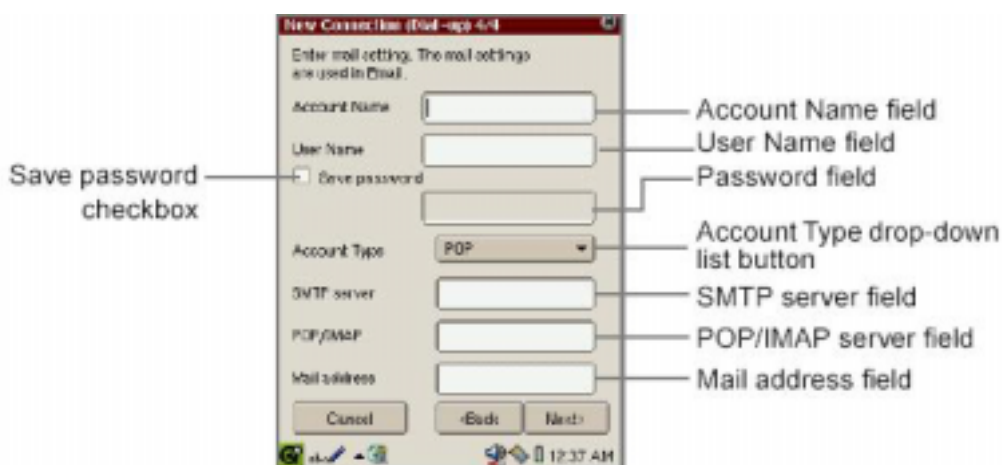 New Connection (Dial-up) 4/4
Enter mail setting. The mail settings
are used in Email.
Account Name
User Name
Save password
Account Type
POP
SMTP server
POP/IMAP
Mail address
Cancel
<Back
Next>
12:37 AM
Save password
checkbox
Account Name field
User Name field
Password field
Account Type drop-down
list button
SMTP server field
POP/IMAP server field
Mail address field